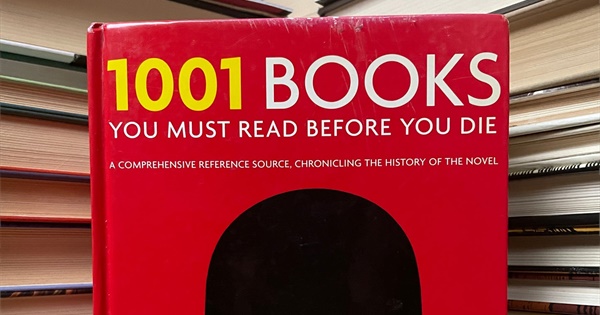 1001 BOOKS
YOU MUST READ BEFORE YOU DIE
A COMPREHENSIVE REFERENCE SOURCE, CHRONICLING THE HISTORY OF THE NOVEL